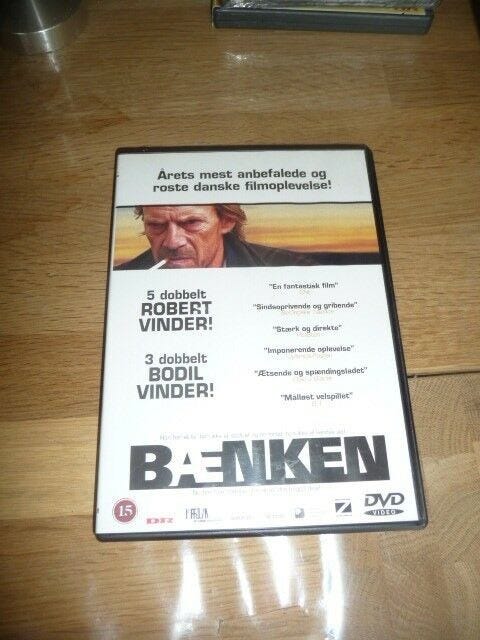 Årets mest anbefalede og
roste danske filmoplevelse!
5 dobbelt
ROBERT
VINDER!
3 dobbelt
BODIL
VINDER!
"En fantastisk film"
"Sindsoprivende og gribende"
"Stærk og direkte"
"Imponerende oplevelse"
"Ætsende og spændingsladet"
"Målløst velspillet"
BÆNKEN
15
DR
Z
DVD
VIDEO